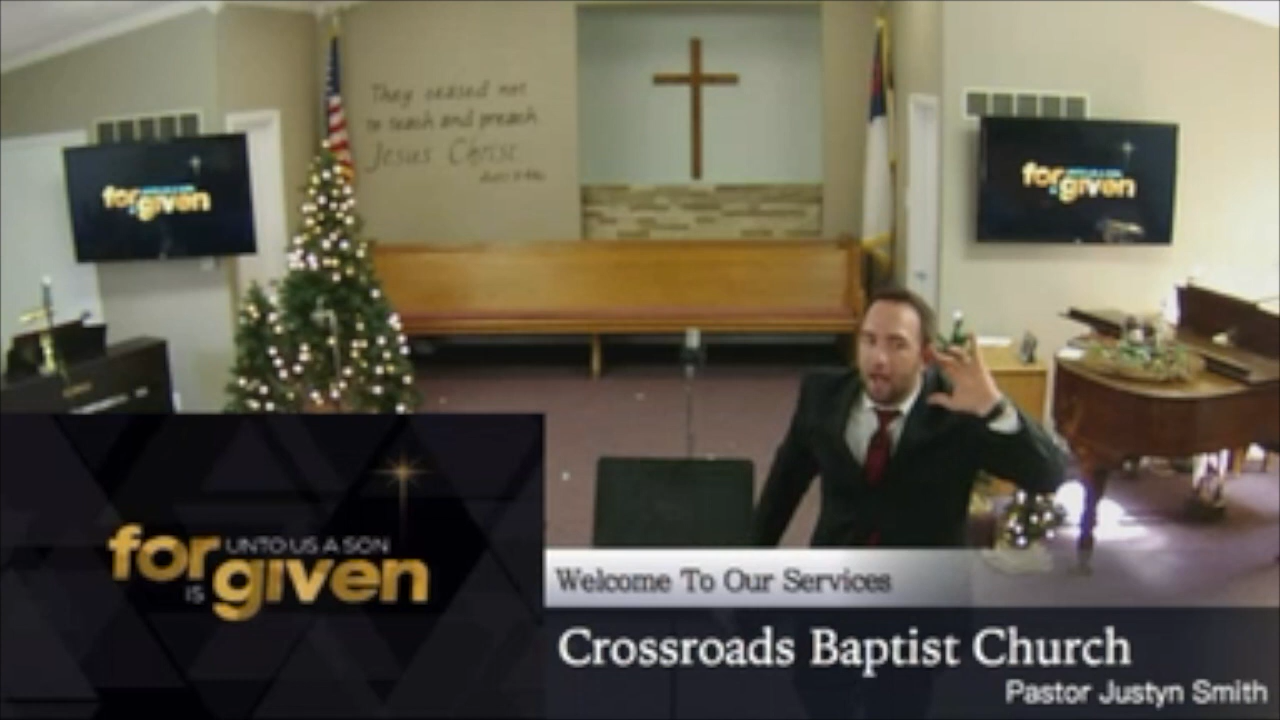 They ceased not
to teach and preach
Jesus Christ
for UNTO US A SON
IS given
for UNTO US A SON
IS given
for UNTO US A SON
IS given
Welcome To Our Services
Crossroads Baptist Church
Pastor Justyn Smith